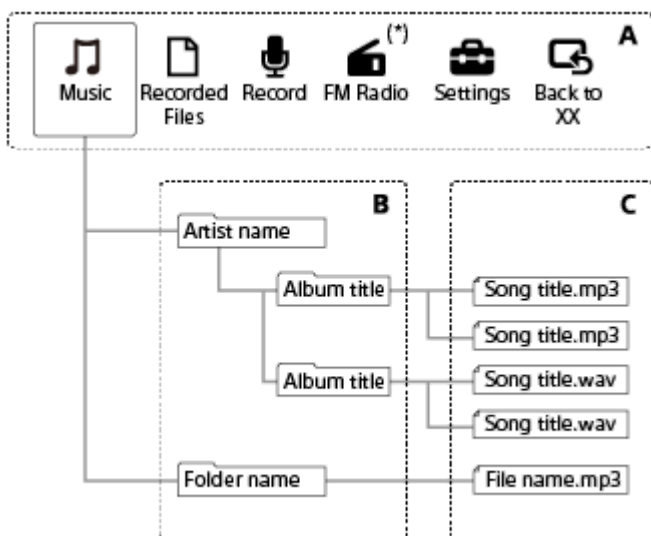 (*)
A
Music
Recorded
Files
Record
FM Radio
Settings
Back to
XX
B
C
Artist name
Album title
Song title.mp3
Song title.mp3
Album title
Song title.wav
Song title.wav
Folder name
File name.mp3